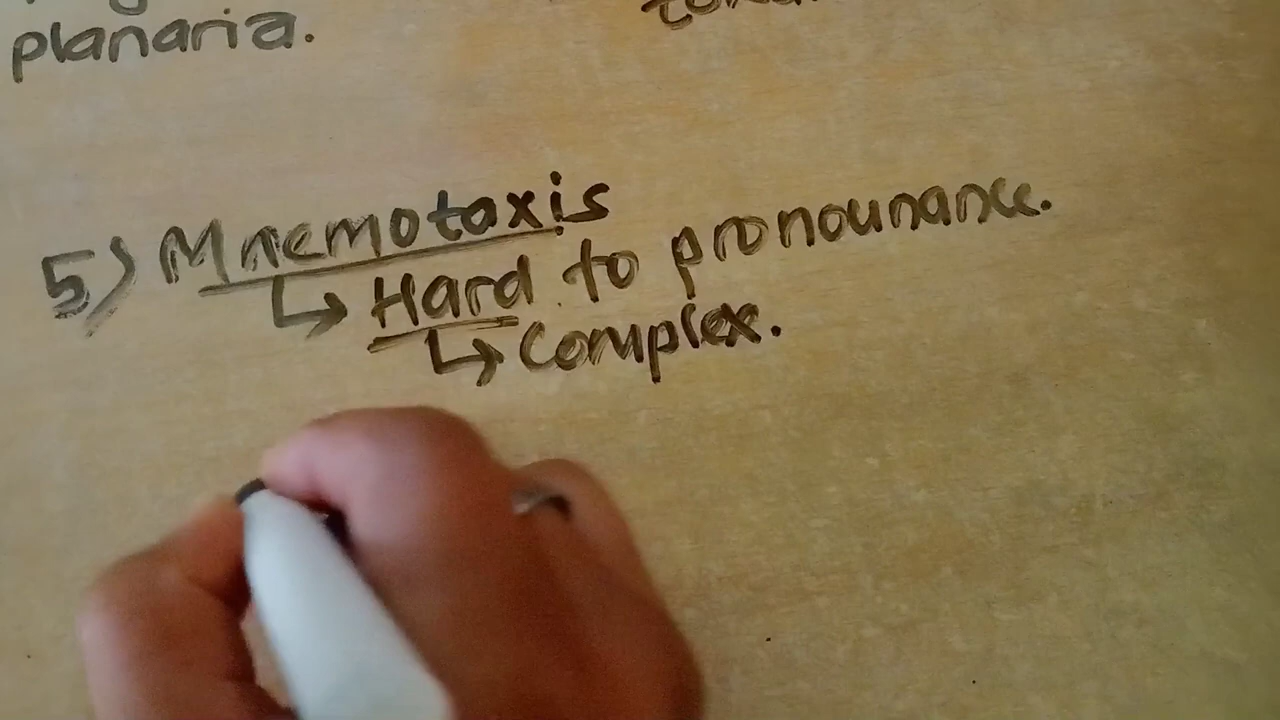 planaria.
5) Mnemotaxis
↳ Hard to pronounance.
↳ Complex.